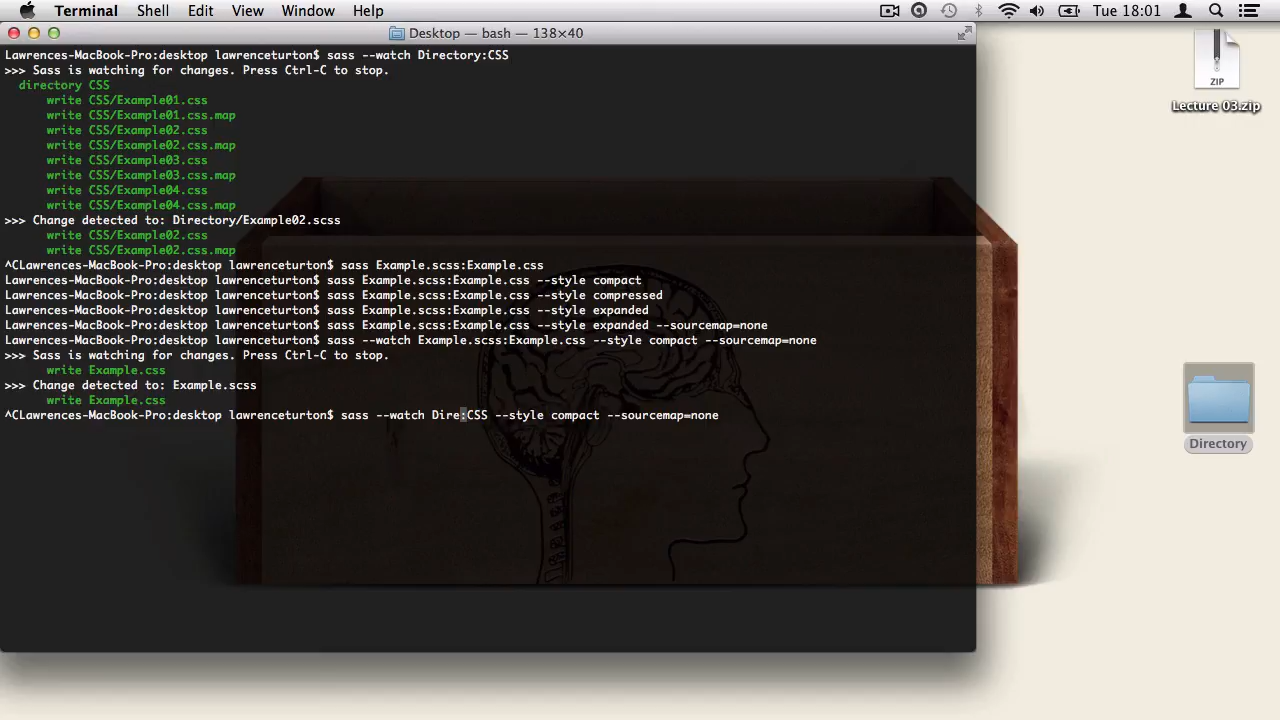 Terminal Shell Edit View Window Help Tue 18:01
Desktop — bash — 138×40
Lawrences-MacBook-Pro:desktop lawrenceturton$ sass --watch Directory:CSS
>>> Sass is watching for changes. Press Ctrl-C to stop.
directory CSS
write CSS/Example01.css
write CSS/Example01.css.map
write CSS/Example02.css
write CSS/Example02.css.map
write CSS/Example03.css
write CSS/Example03.css.map
write CSS/Example04.css
write CSS/Example04.css.map
>>> Change detected to: Directory/Example02.scss
write CSS/Example02.css
write CSS/Example02.css.map
^CLawrences-MacBook-Pro:desktop lawrenceturton$ sass Example.scss:Example.css
Lawrences-MacBook-Pro:desktop lawrenceturton$ sass Example.scss:Example.css --style compact
Lawrences-MacBook-Pro:desktop lawrenceturton$ sass Example.scss:Example.css --style compressed
Lawrences-MacBook-Pro:desktop lawrenceturton$ sass Example.scss:Example.css --style expanded
Lawrences-MacBook-Pro:desktop lawrenceturton$ sass Example.scss:Example.css --style expanded --sourcemap=none
Lawrences-MacBook-Pro:desktop lawrenceturton$ sass --watch Example.scss:Example.css --style compact --sourcemap=none
>>> Sass is watching for changes. Press Ctrl-C to stop.
write Example.css
>>> Change detected to: Example.scss
write Example.css
^CLawrences-MacBook-Pro:desktop lawrenceturton$ sass --watch Dire:CSS --style compact --sourcemap=none
ZIP
Lecture 03.zip
Directory